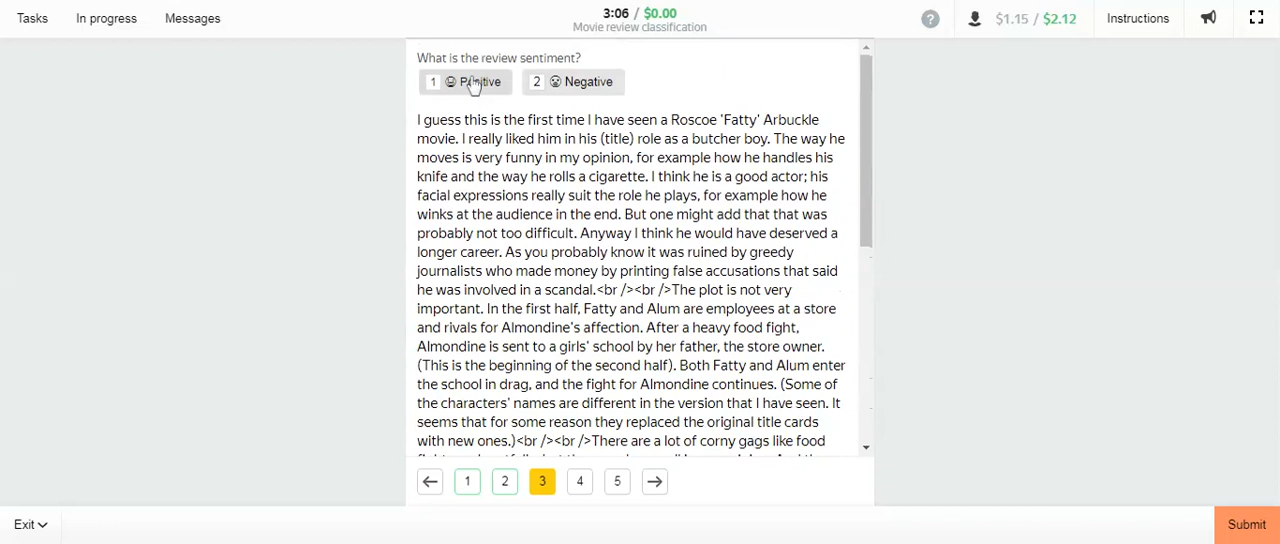 Tasks In progress Messages
3:06 / $0.00
Movie review classification
? $1.15 / $2.12 Instructions
What is the review sentiment?
1 Positive 2 Negative
I guess this is the first time I have seen a Roscoe 'Fatty' Arbuckle
movie. I really liked him in his (title) role as a butcher boy. The way he
moves is very funny in my opinion, for example how he handles his
knife and the way he rolls a cigarette. I think he is a good actor; his
facial expressions really suit the role he plays, for example how he
winks at the audience in the end. But one might add that that was
probably not too difficult. Anyway I think he would have deserved a
longer career. As you probably know it was ruined by greedy
journalists who made money by printing false accusations that said
he was involved in a scandal.<br /><br />The plot is not very
important. In the first half, Fatty and Alum are employees at a store
and rivals for Almondine's affection. After a heavy food fight,
Almondine is sent to a girls' school by her father, the store owner.
(This is the beginning of the second half). Both Fatty and Alum enter
the school in drag, and the fight for Almondine continues. (Some of
the characters' names are different in the version that I have seen. It
seems that for some reason they replaced the original title cards
with new ones.)<br /><br />There are a lot of corny gags like food
1 2 3 4 5
Exit Submit